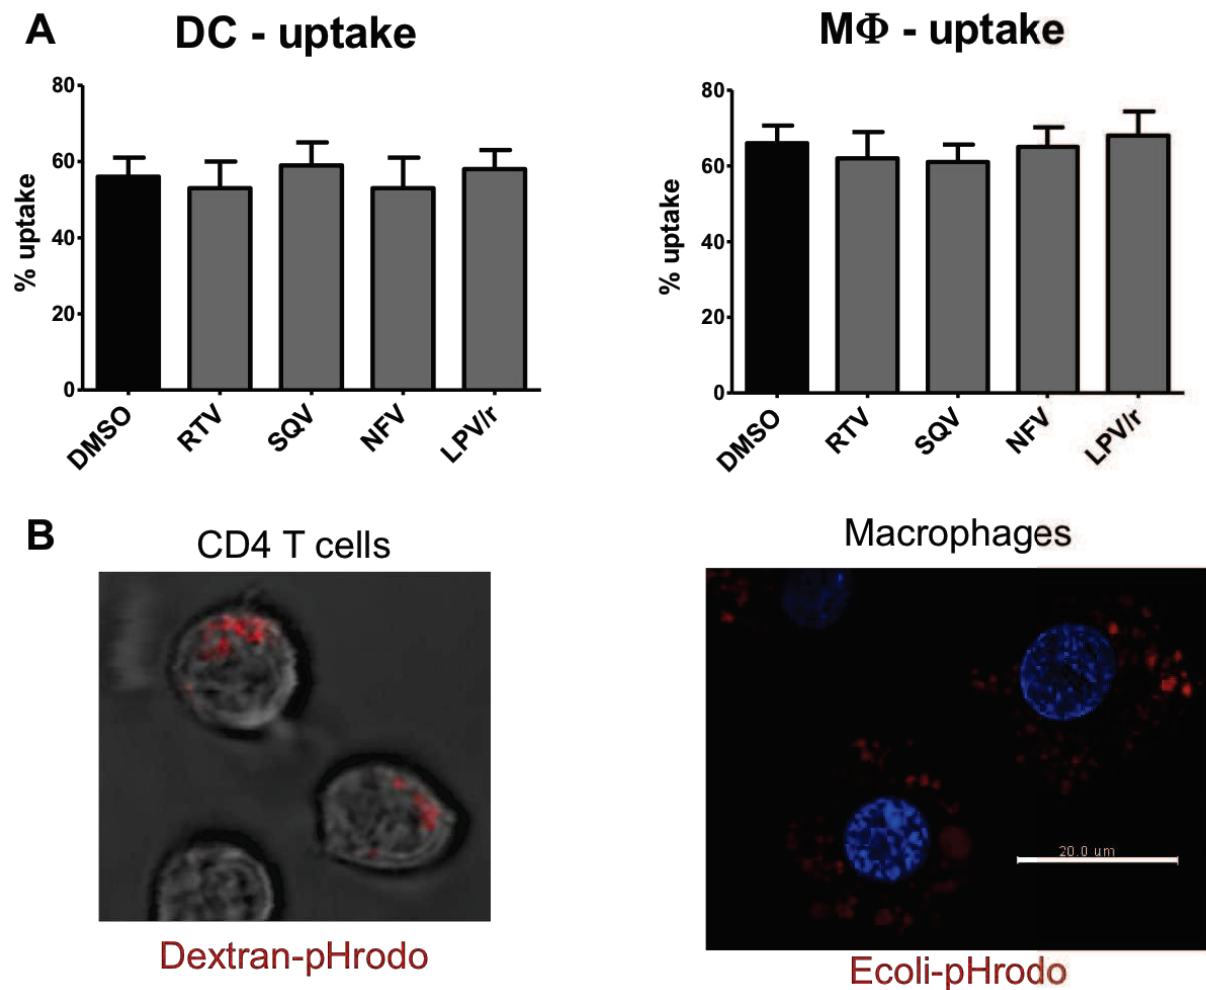 A
DC - uptake
% uptake
80
60
40
20
0
DMSO
RTV
SQV
NFV
LPV/r
MΦ - uptake
% uptake
80
60
40
20
0
DMSO
RTV
SQV
NFV
LPV/r
B
CD4 T cells
Dextran-pHrodo
Macrophages
20.0 um
Ecoli-pHrodo